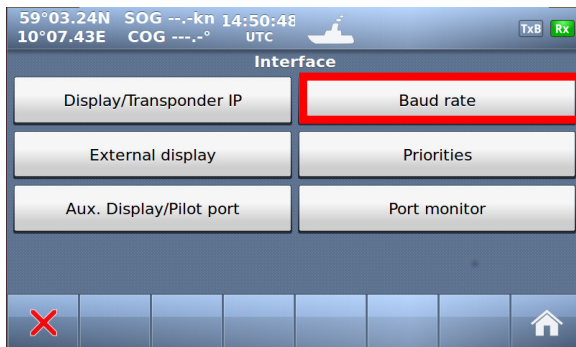 59°03.24N SOG --.-kn 14:50:48
10°07.43E COG ---.-° UTC
TxB Rx
Interface
Display/Transponder IP
Baud rate
External display
Priorities
Aux. Display/Pilot port
Port monitor